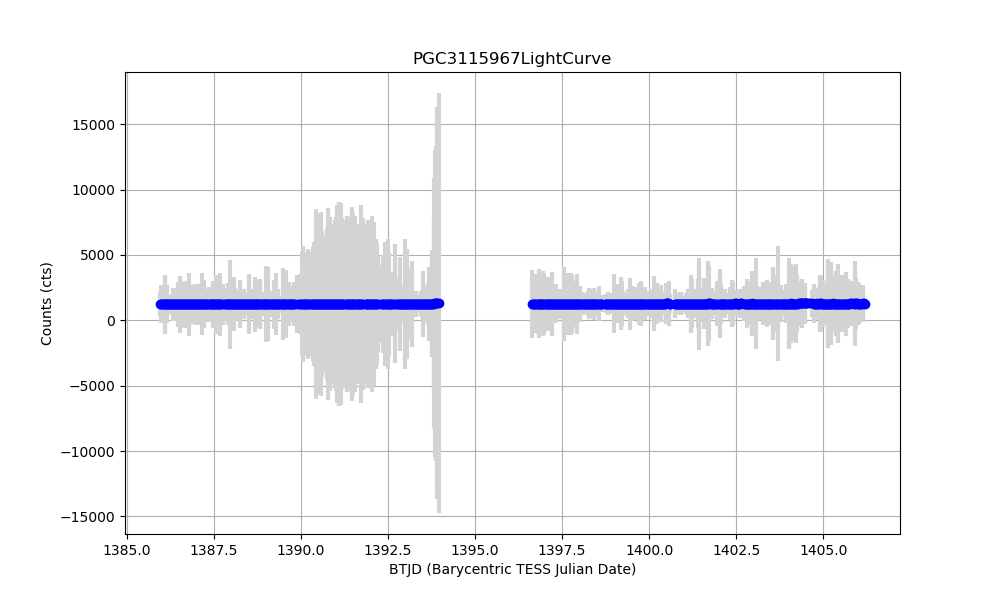 PGC3115967LightCurve
Counts (cts)
15000
10000
5000
0
−5000
−10000
−15000
1385.0 1387.5 1390.0 1392.5 1395.0 1397.5 1400.0 1402.5 1405.0
BTJD (Barycentric TESS Julian Date)